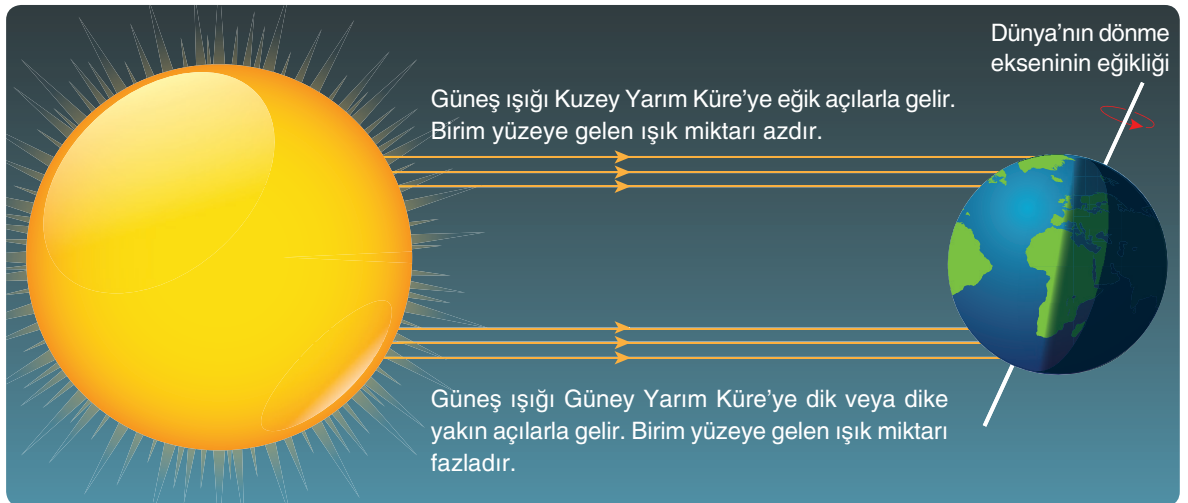 Dünya’nın dönme
ekseninin eğikliği
Güneş ışığı Kuzey Yarım Küre’ye eğik açılarla gelir.
Birim yüzeye gelen ışık miktarı azdır.
Güneş ışığı Güney Yarım Küre’ye dik veya dike
yakın açılarla gelir. Birim yüzeye gelen ışık miktarı
fazladır.